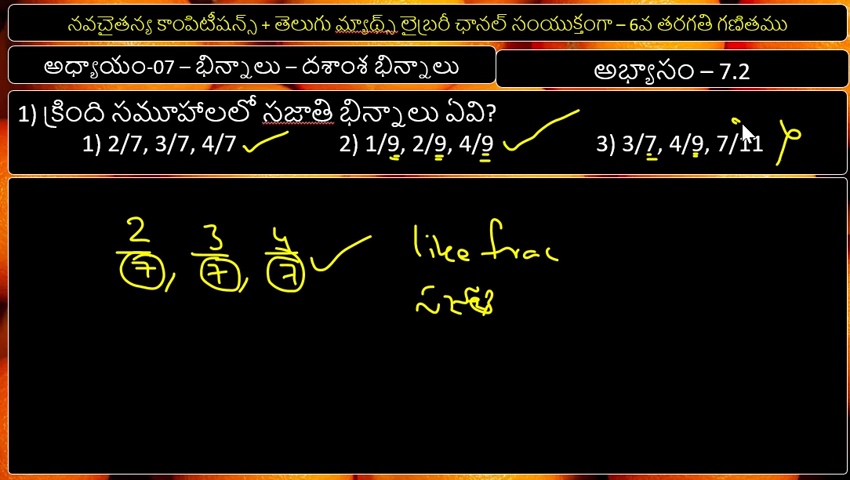 నవచైతన్య కాంపిటీషన్స్ + తెలుగు మ్యాథ్స్ లైబ్రరీ ఛానల్ సంయుక్తంగా – 6వ తరగతి గణితము
అధ్యాయం-07 – భిన్నాలు – దశాంశ భిన్నాలు
అభ్యాసం – 7.2
1) క్రింది సమూహాలలో సజాతి భిన్నాలు ఏవి?
1) 2/7, 3/7, 4/7 2) 1/9, 2/9, 4/9 3) 3/7, 4/9, 7/11
2/7, 3/7, 4/7 like frac
సజాతి